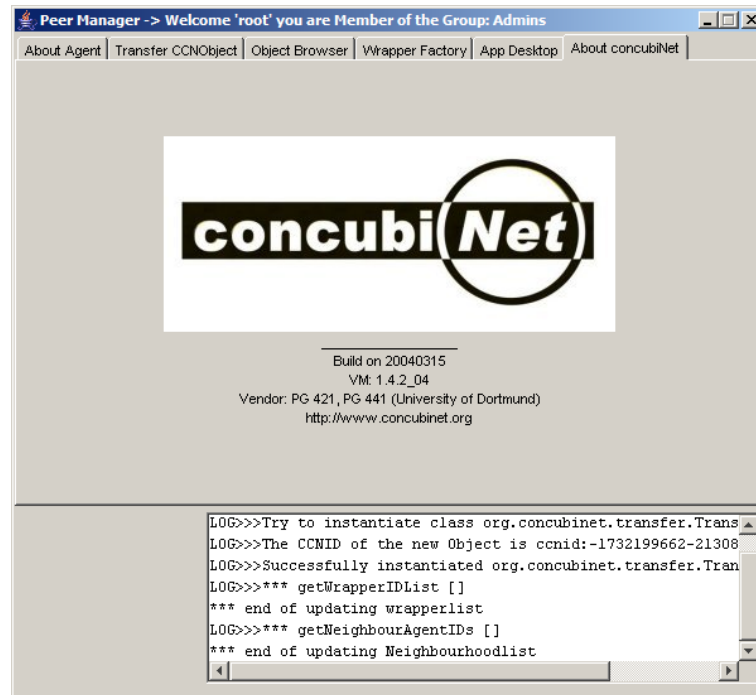 Peer Manager -> Welcome 'root' you are Member of the Group: Admins
About Agent Transfer CCNObject Object Browser Wrapper Factory App Desktop About concubiNet
concubi(Net)
Build on 20040315
VM: 1.4.2_04
Vendor: PG 421, PG 441 (University of Dortmund)
http://www.concubinet.org
LOG>>>Try to instantiate class org.concubinet.transfer.Trans
LOG>>>The CCNID of the new Object is ccnid:-1732199662-21308
LOG>>>Successfully instantiated org.concubinet.transfer.Tran
LOG>>>*** getWrapperIDList []
*** end of updating wrapperlist
LOG>>>*** getNeighbourAgentIDs []
*** end of updating Neighbourhoodlist